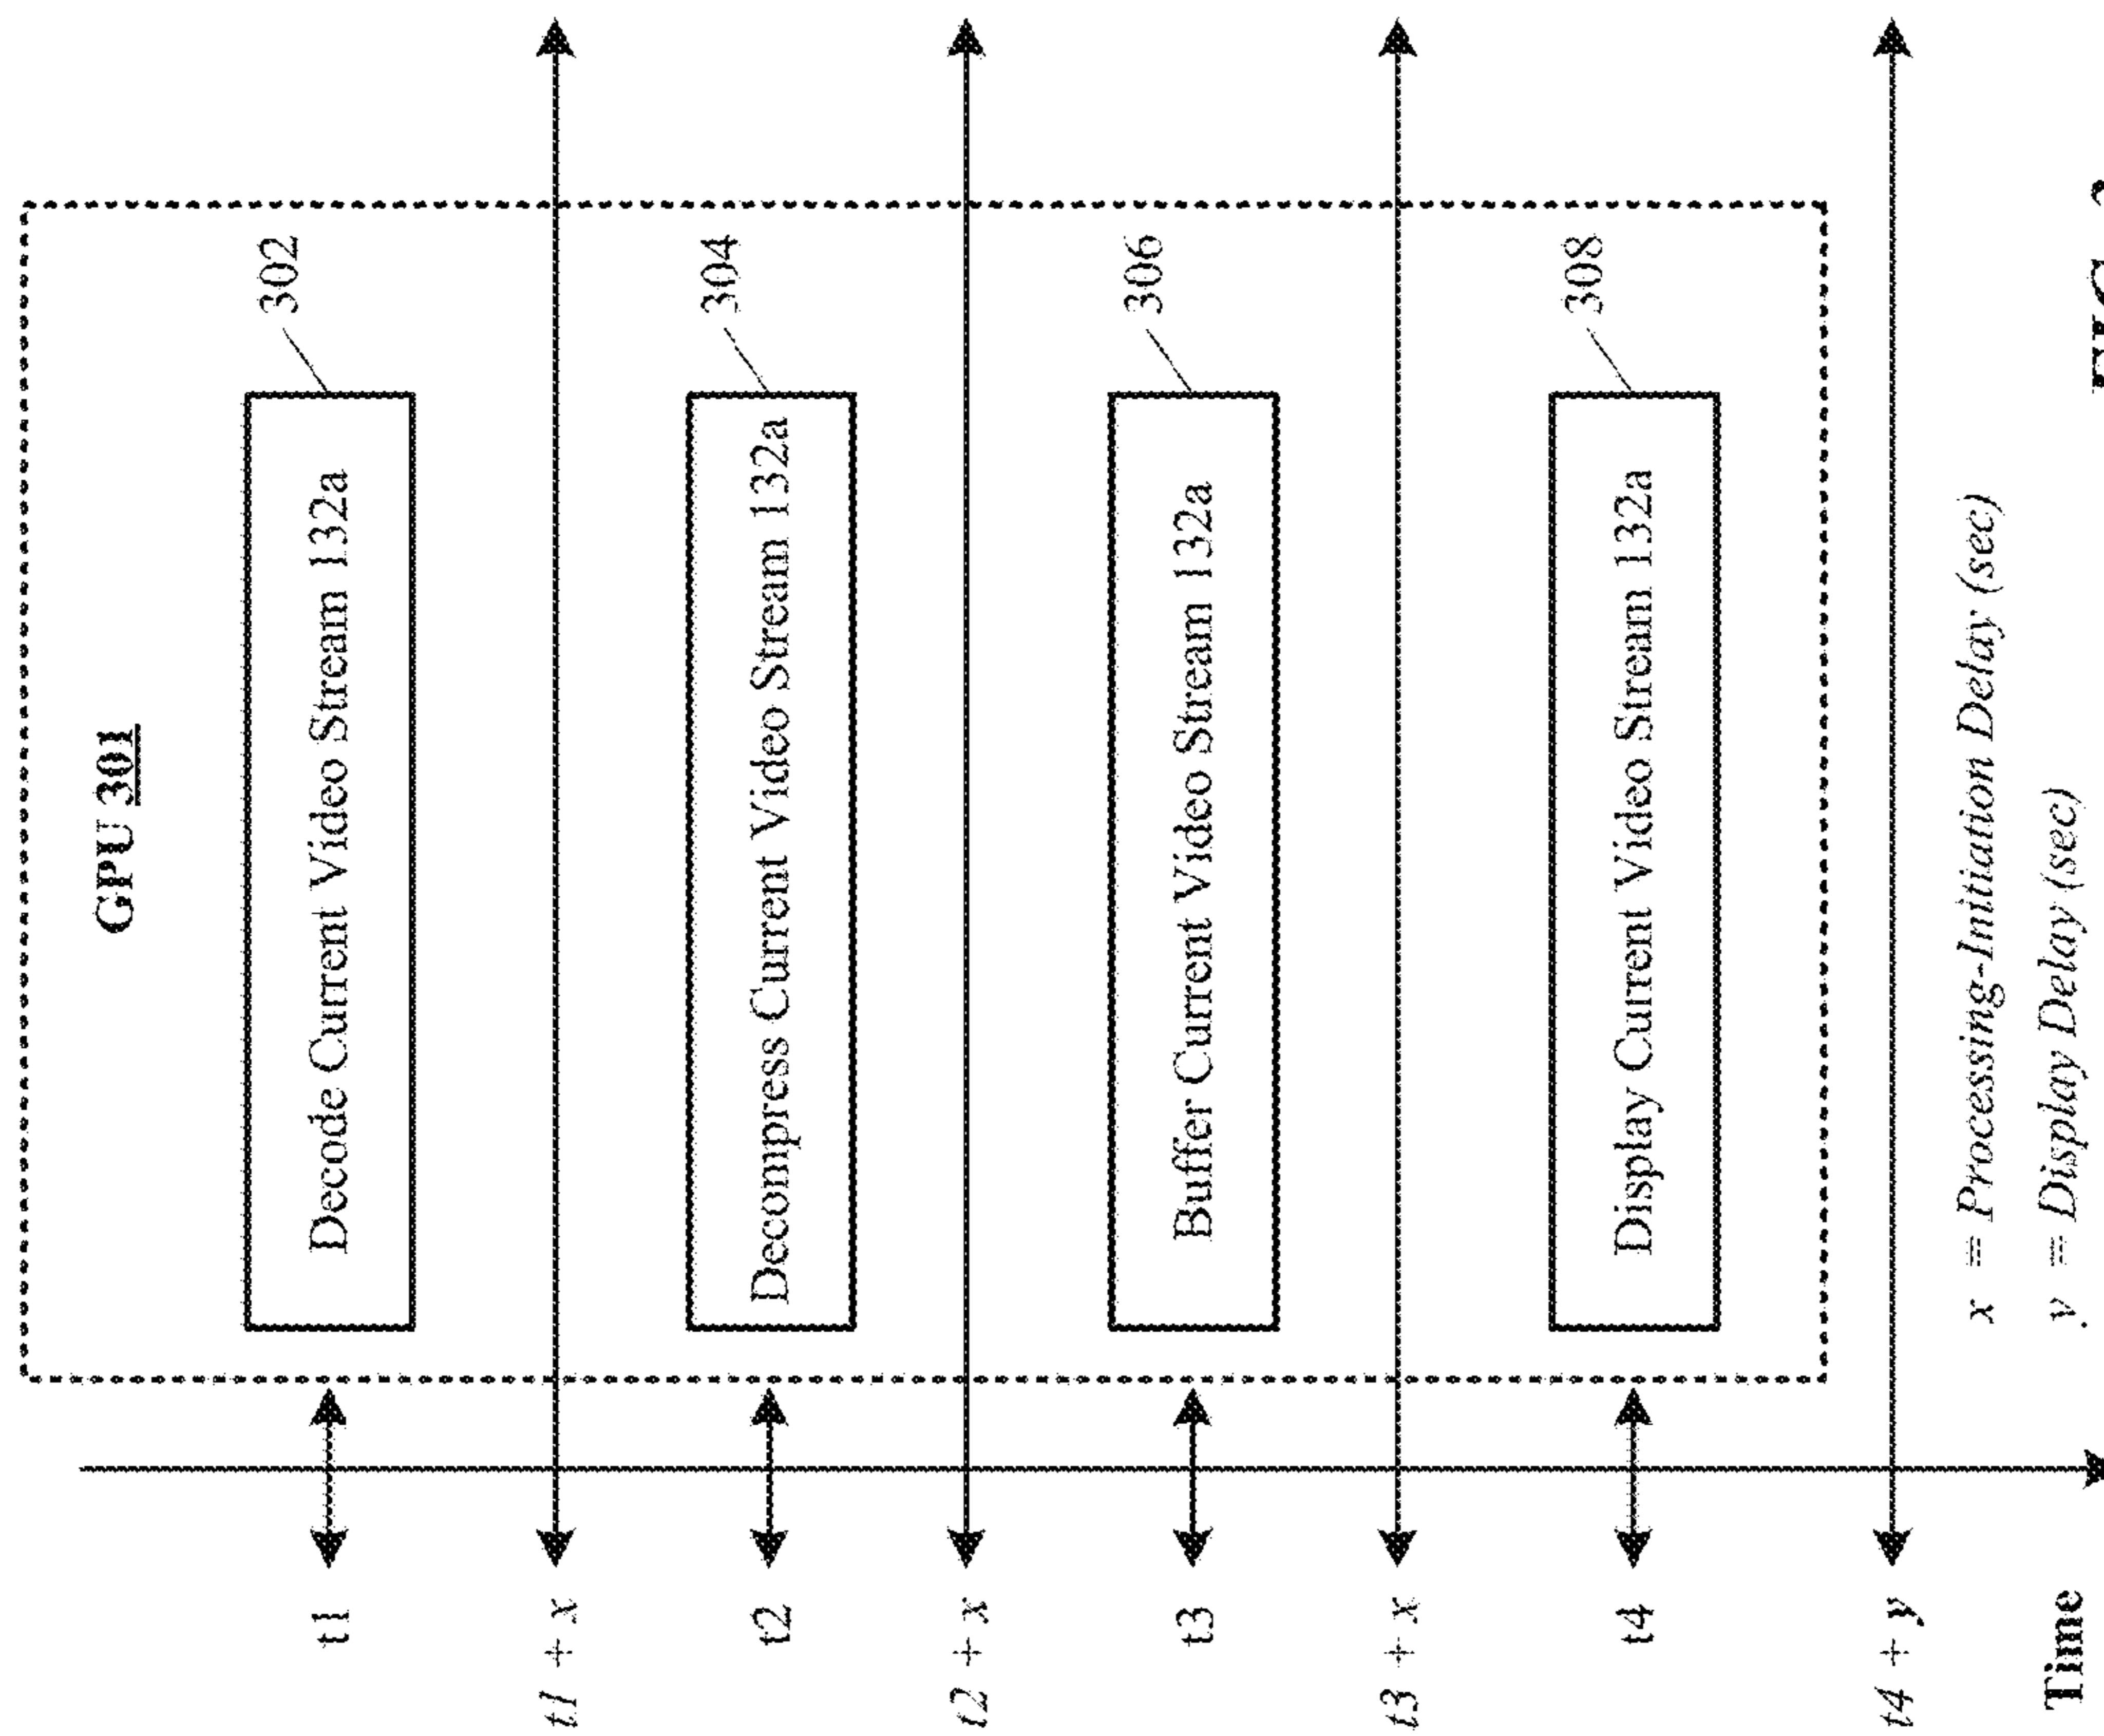 GPU 301
t1
Decode Current Video Stream 132a
302
t1 + x
t2
Decompress Current Video Stream 132a
304
t2 + x
t3
Buffer Current Video Stream 132a
306
t3 + x
t4
Display Current Video Stream 132a
308
t4 + y
x = Processing-Initiation Delay (sec)
y = Display Delay (sec)
Time